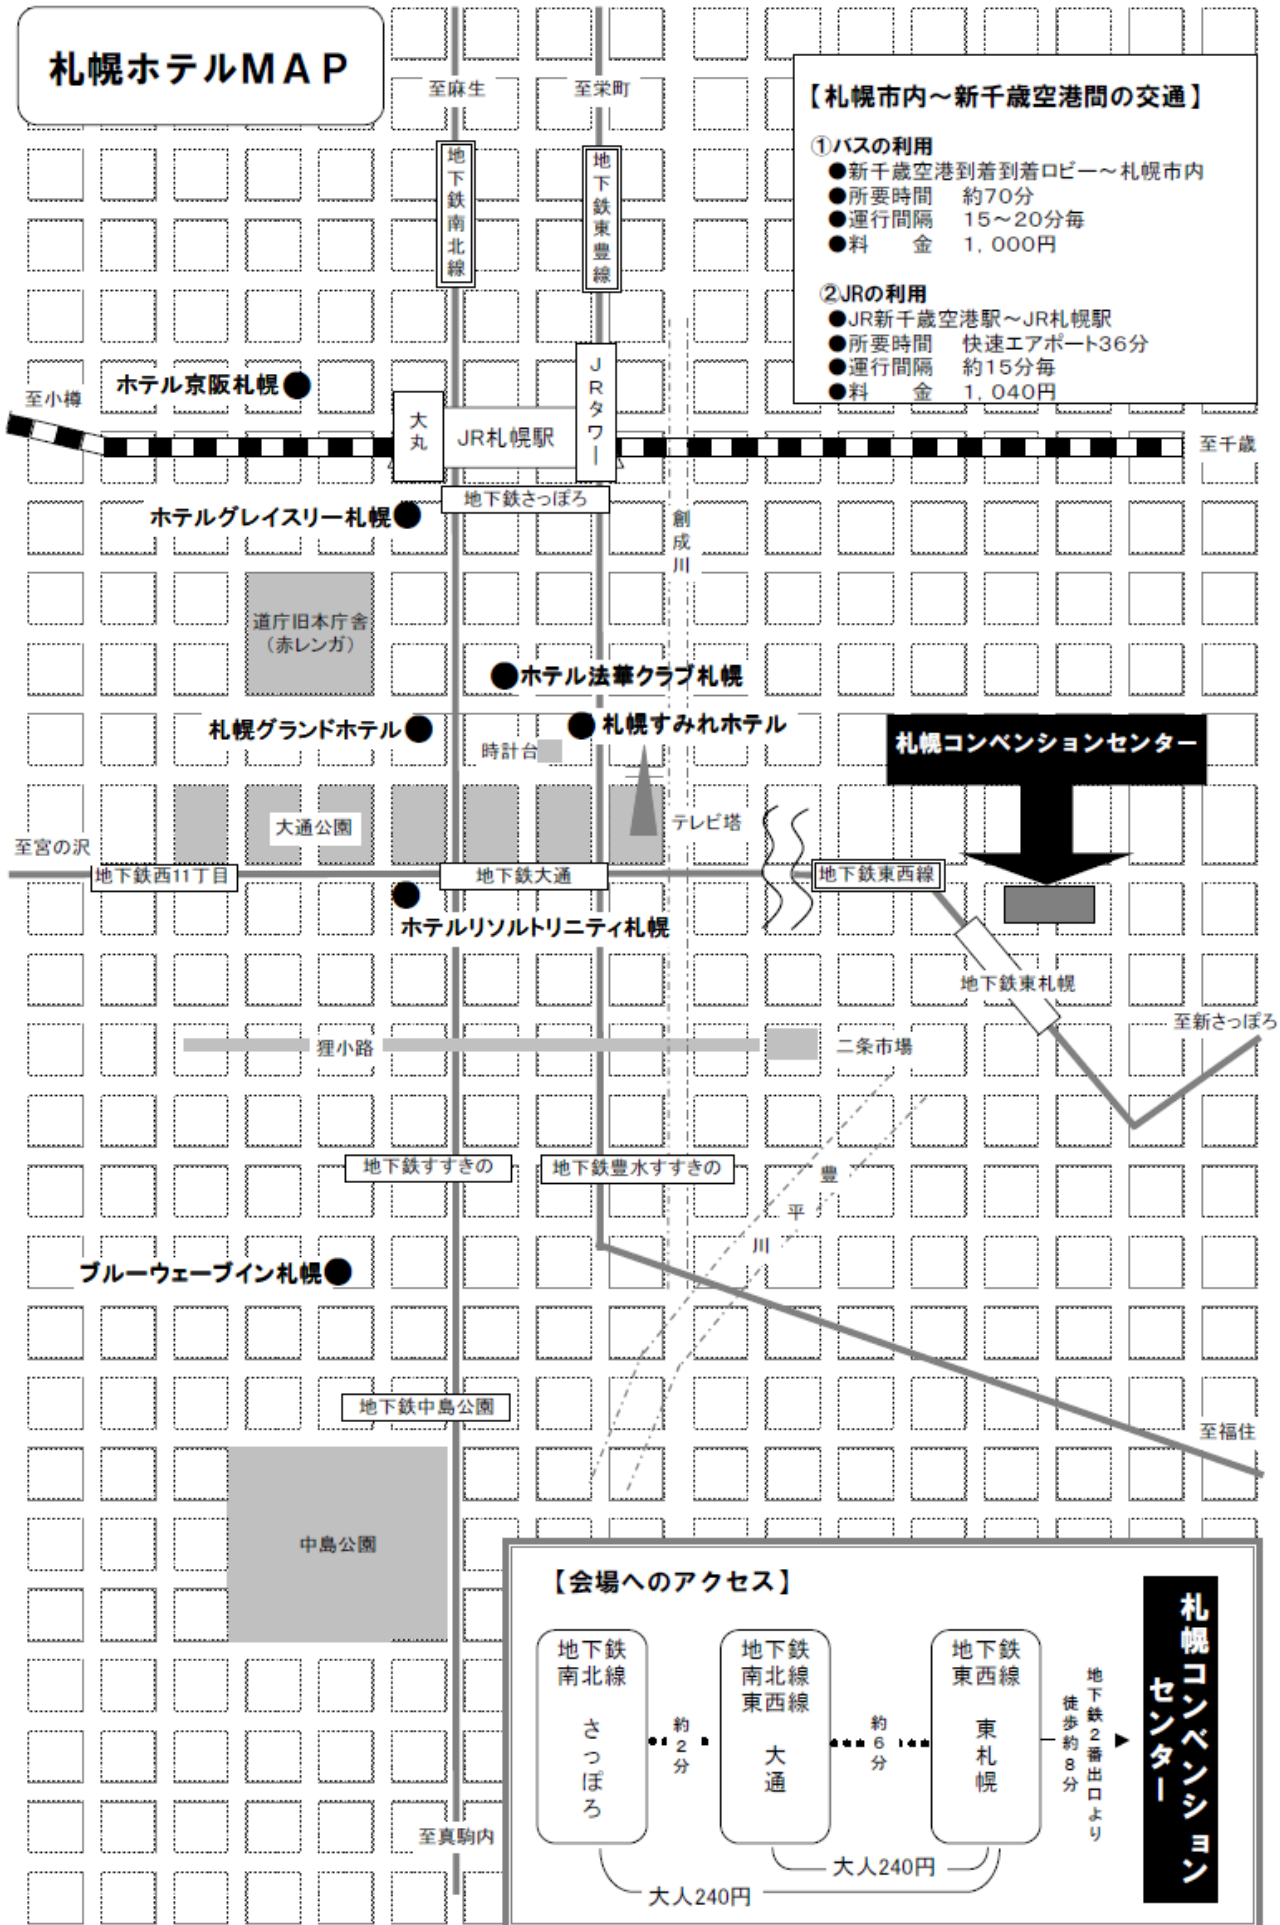 札幌ホテルMAP
至麻生
至栄町
地下鉄南北線
地下鉄東豊線
【札幌市内～新千歳空港間の交通】
①バスの利用
●新千歳空港到着到着ロビー～札幌市内
●所要時間　約70分
●運行間隔　15～20分毎
●料　　金　1，000円
②JRの利用
●JR新千歳空港駅～JR札幌駅
●所要時間　快速エアポート36分
●運行間隔　約15分毎
●料　　金　1，040円
ホテル京阪札幌●
至小樽
大丸
JR札幌駅
JRタワー
至千歳
地下鉄さっぽろ
ホテルグレイスリー札幌●
創成川
道庁旧本庁舎
（赤レンガ）
●ホテル法華クラブ札幌
札幌グランドホテル●
●札幌すみれホテル
時計台
札幌コンベンションセンター
大通公園
テレビ塔
至宮の沢
地下鉄西11丁目
地下鉄大通
地下鉄東西線
●
ホテルリソルトリニティ札幌
地下鉄東札幌
至新さっぽろ
狸小路
二条市場
地下鉄すすきの
地下鉄豊水すすきの
豊平川
ブルーウェーブイン札幌●
地下鉄中島公園
至福住
中島公園
至真駒内
【会場へのアクセス】
地下鉄
南北線
さっぽろ
約2分
地下鉄
南北線
東西線
大通
約6分
地下鉄
東西線
東札幌
地下鉄2番出口より
徒歩約8分
札幌コンベンション
センター
大人240円
大人240円